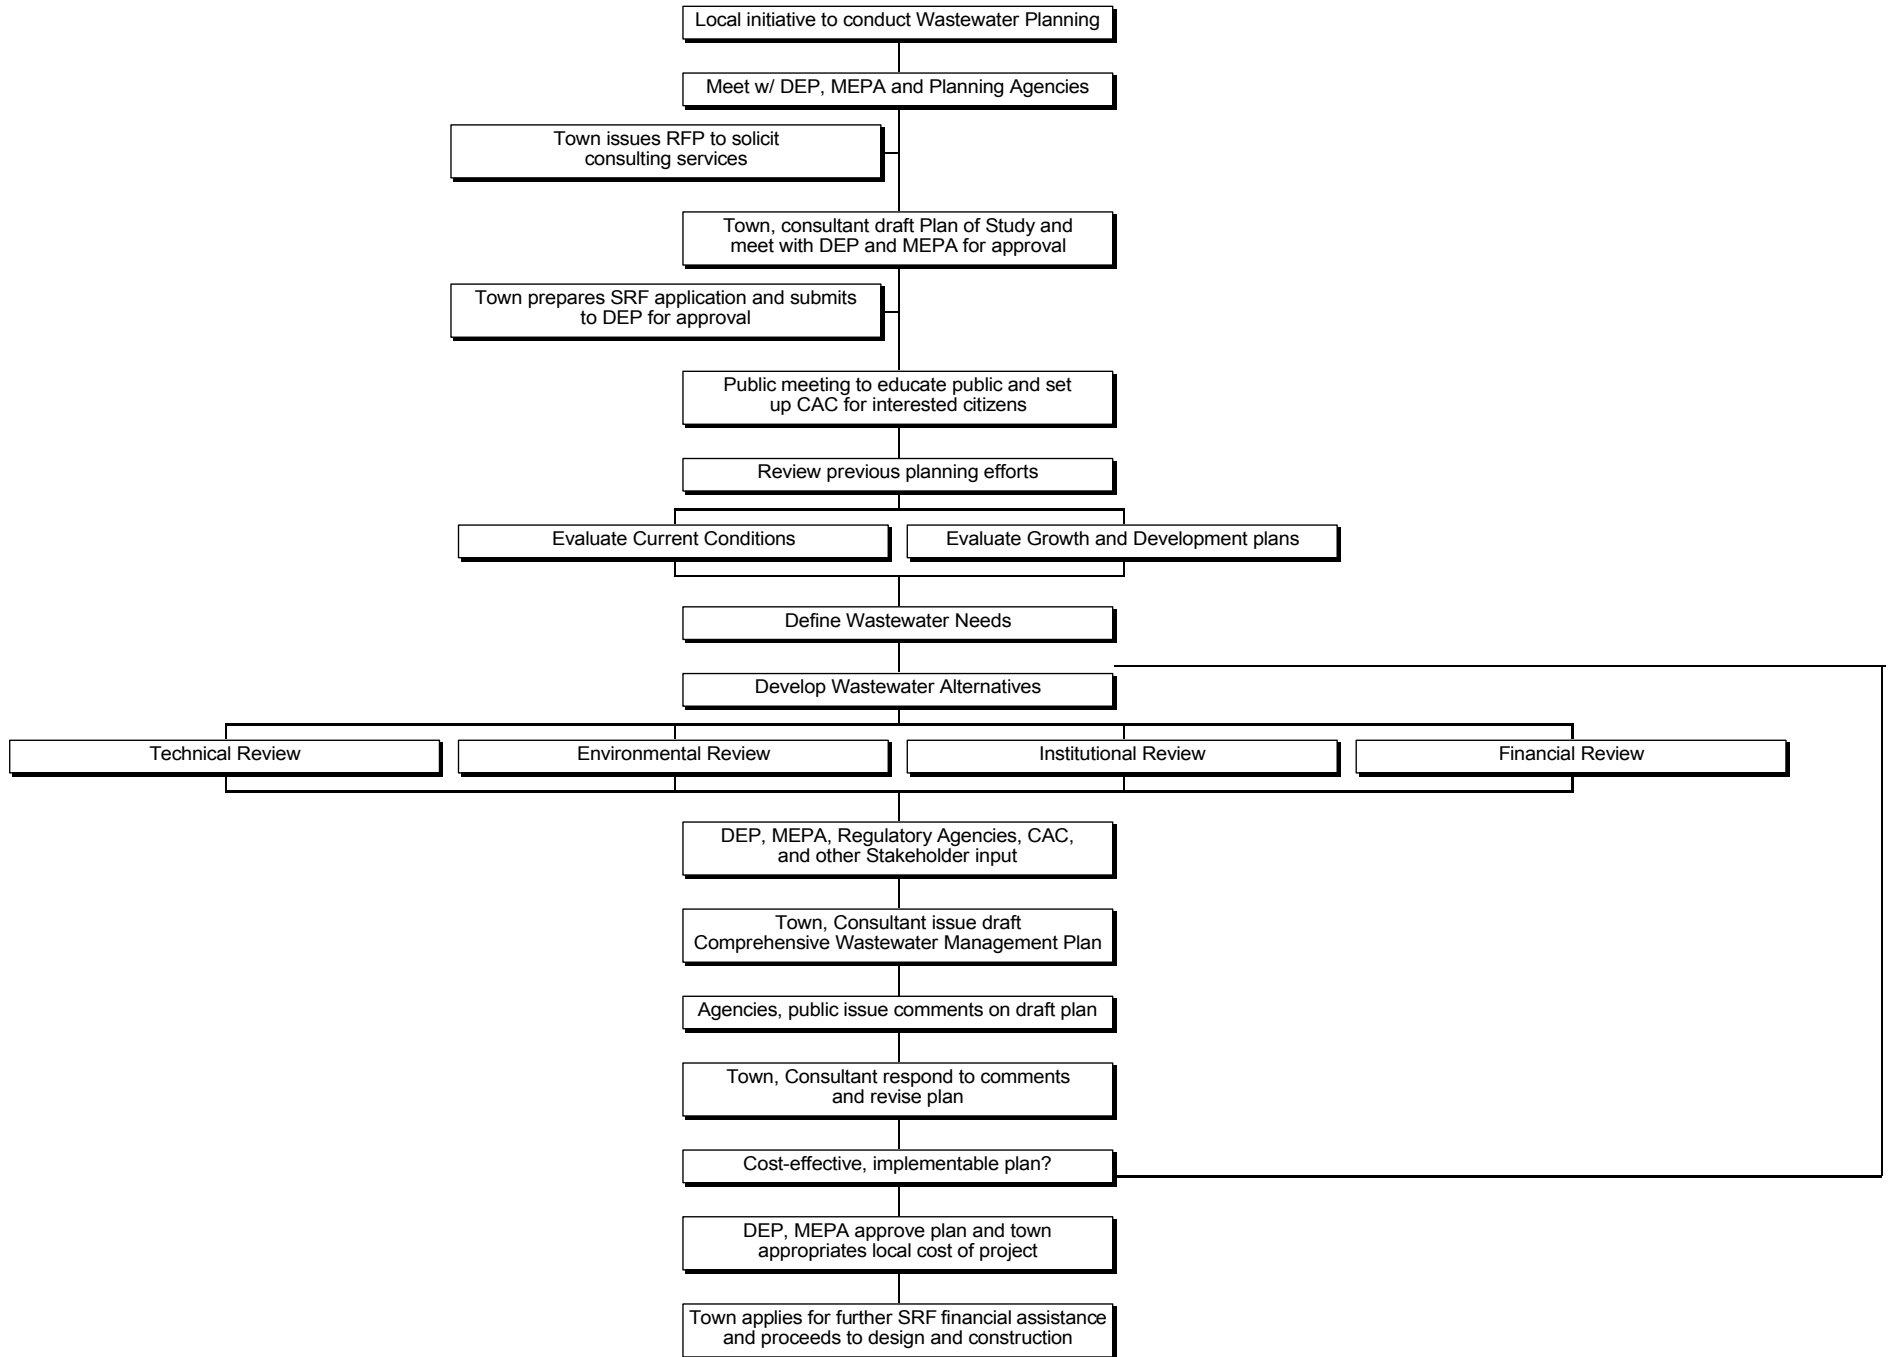 Local initiative to conduct Wastewater Planning
Meet w/ DEP, MEPA and Planning Agencies
Town issues RFP to solicit
consulting services
Town, consultant draft Plan of Study and
meet with DEP and MEPA for approval
Town prepares SRF application and submits
to DEP for approval
Public meeting to educate public and set
up CAC for interested citizens
Review previous planning efforts
Evaluate Current Conditions
Evaluate Growth and Development plans
Define Wastewater Needs
Develop Wastewater Alternatives
Technical Review
Environmental Review
Institutional Review
Financial Review
DEP, MEPA, Regulatory Agencies, CAC,
and other Stakeholder input
Town, Consultant issue draft
Comprehensive Wastewater Management Plan
Agencies, public issue comments on draft plan
Town, Consultant respond to comments
and revise plan
Cost-effective, implementable plan?
DEP, MEPA approve plan and town
appropriates local cost of project
Town applies for further SRF financial assistance
and proceeds to design and construction